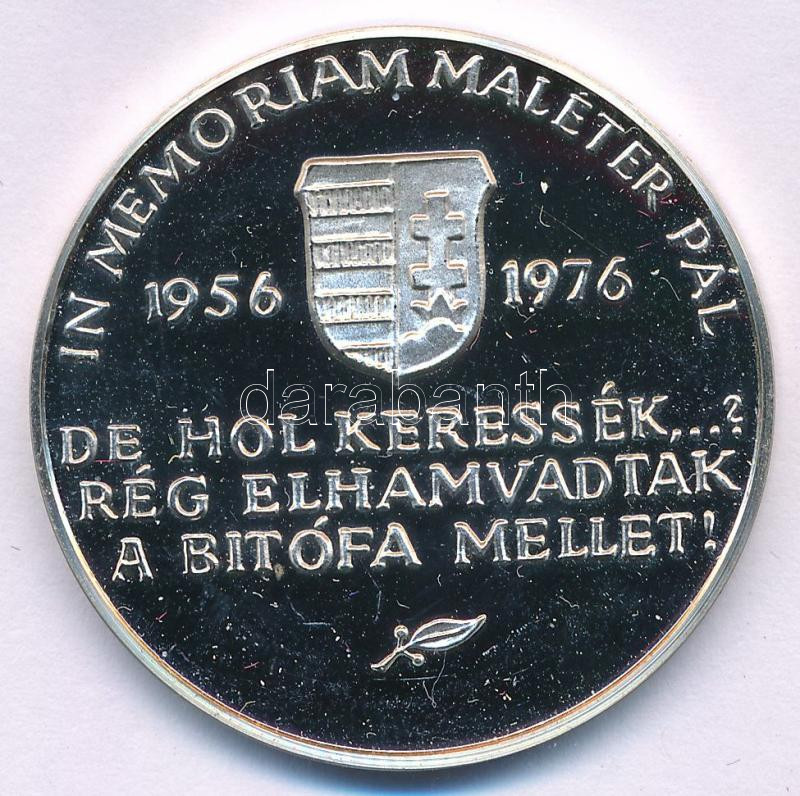 IN MEMORIAM MALÉTER PÁL
1956 1976
darabanth
DE HOL KERESSÉK...?
RÉG ELHAMVADTAK
A BITÓFA MELLET!